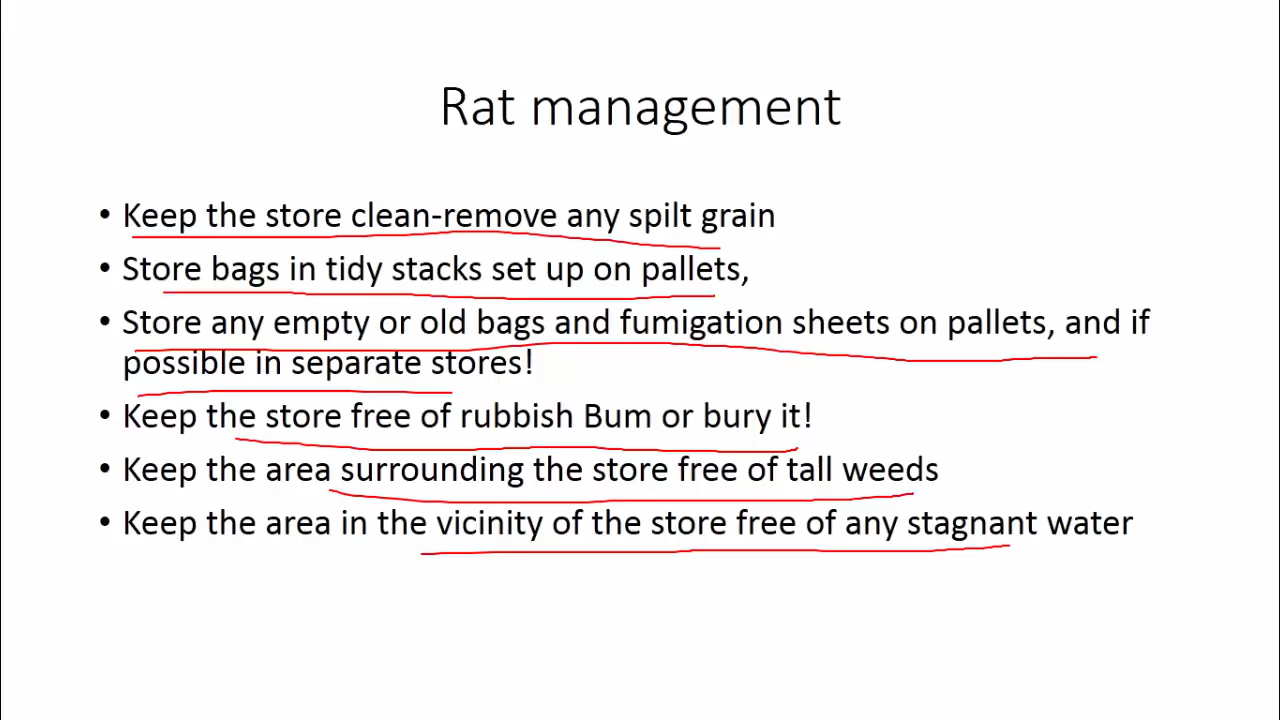 Rat management
• Keep the store clean-remove any spilt grain
• Store bags in tidy stacks set up on pallets,
• Store any empty or old bags and fumigation sheets on pallets, and if
possible in separate stores!
• Keep the store free of rubbish Bum or bury it!
• Keep the area surrounding the store free of tall weeds
• Keep the area in the vicinity of the store free of any stagnant water